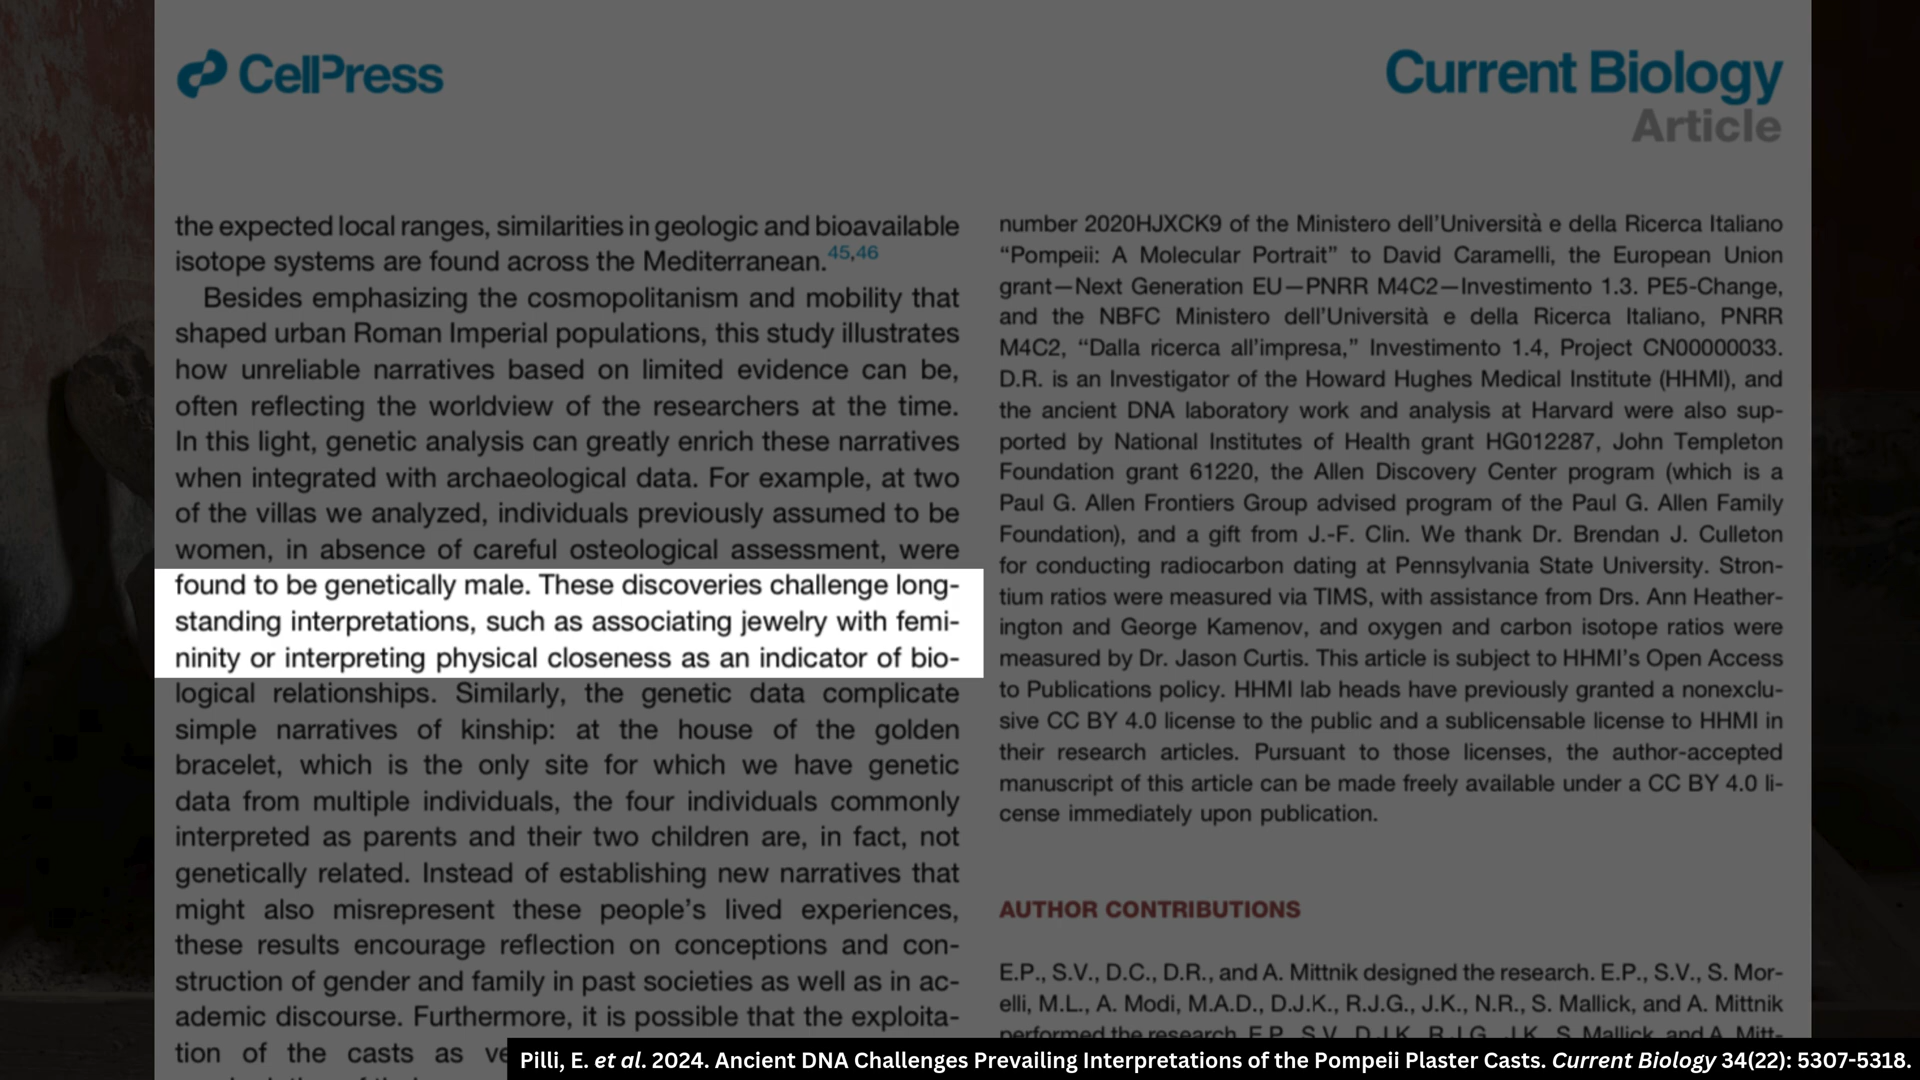 CellPress
Current Biology
Article
the expected local ranges, similarities in geologic and bioavailable
isotope systems are found across the Mediterranean.45,46
Besides emphasizing the cosmopolitanism and mobility that
shaped urban Roman Imperial populations, this study illustrates
how unreliable narratives based on limited evidence can be,
often reflecting the worldview of the researchers at the time.
In this light, genetic analysis can greatly enrich these narratives
when integrated with archaeological data. For example, at two
of the villas we analyzed, individuals previously assumed to be
women, in absence of careful osteological assessment, were
found to be genetically male. These discoveries challenge long-
standing interpretations, such as associating jewelry with femi-
ninity or interpreting physical closeness as an indicator of bio-
logical relationships. Similarly, the genetic data complicate
simple narratives of kinship: at the house of the golden
bracelet, which is the only site for which we have genetic
data from multiple individuals, the four individuals commonly
interpreted as parents and their two children are, in fact, not
genetically related. Instead of establishing new narratives that
might also misrepresent these people's lived experiences,
these results encourage reflection on conceptions and con-
struction of gender and family in past societies as well as in ac-
ademic discourse. Furthermore, it is possible that the exploita-
tion of the casts as
number 2020HJXCK9 of the Ministero dell'Università e della Ricerca Italiano
"Pompeii: A Molecular Portrait" to David Caramelli, the European Union
grant—Next Generation EU—PNRR M4C2—Investimento 1.3. PE5-Change,
and the NBFC Ministero dell'Università e della Ricerca Italiano, PNRR
M4C2, "Dalla ricerca all'impresa," Investimento 1.4, Project CN00000033.
D.R. is an Investigator of the Howard Hughes Medical Institute (HHMI), and
the ancient DNA laboratory work and analysis at Harvard were also sup-
ported by National Institutes of Health grant HG012287, John Templeton
Foundation grant 61220, the Allen Discovery Center program (which is a
Paul G. Allen Frontiers Group advised program of the Paul G. Allen Family
Foundation), and a gift from J.-F. Clin. We thank Dr. Brendan J. Culleton
for conducting radiocarbon dating at Pennsylvania State University. Stron-
tium ratios were measured via TIMS, with assistance from Drs. Ann Heather-
ington and George Kamenov, and oxygen and carbon isotope ratios were
measured by Dr. Jason Curtis. This article is subject to HHMI's Open Access
to Publications policy. HHMI lab heads have previously granted a nonexclu-
sive CC BY 4.0 license to the public and a sublicensable license to HHMI in
their research articles. Pursuant to those licenses, the author-accepted
manuscript of this article can be made freely available under a CC BY 4.0 li-
cense immediately upon publication.
AUTHOR CONTRIBUTIONS
E.P., S.V., D.C., D.R., and A. Mittnik designed the research. E.P., S.V., S. Mor-
elli, M.L., A. Modi, M.A.D., D.J.K., R.J.G., J.K., N.R., S. Mallick, and A. Mittnik
performed the research. E.P., S.V., D.J.K., R.J.G., J.K., S. Mallick, and A. Mitt-
Pilli, E. et al. 2024. Ancient DNA Challenges Prevailing Interpretations of the Pompeii Plaster Casts. Current Biology 34(22): 5307-5318.